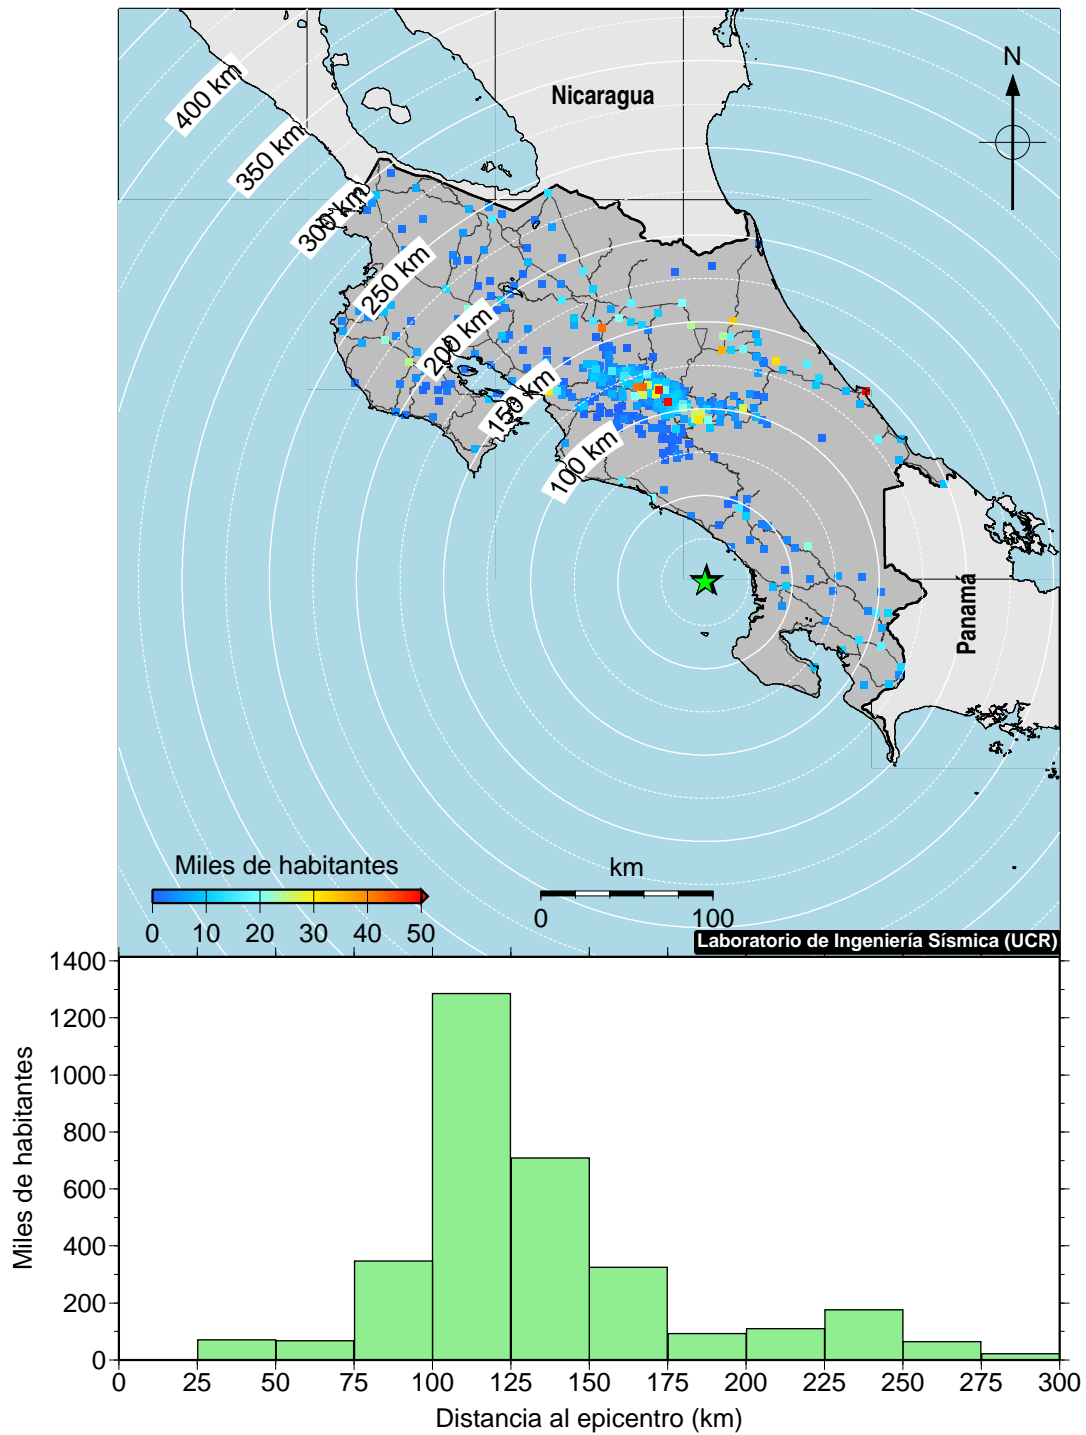 Nicaragua
N
400 km
350 km
300 km
250 km
200 km
150 km
100 km
Panamá
Miles de habitantes
0 10 20 30 40 50
km
0 100
Laboratorio de Ingeniería Sísmica (UCR)
Miles de habitantes
1400
1200
1000
800
600
400
200
0
0 25 50 75 100 125 150 175 200 225 250 275 300
Distancia al epicentro (km)